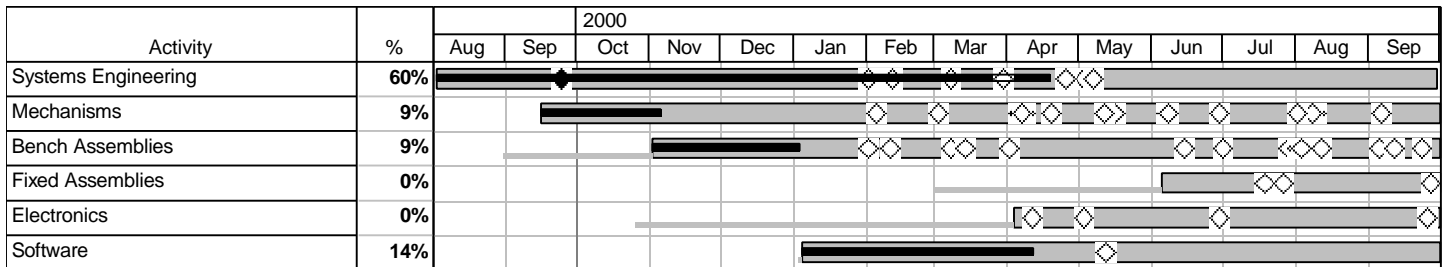 2000
Activity % Aug Sep Oct Nov Dec Jan Feb Mar Apr May Jun Jul Aug Sep
Systems Engineering 60%
Mechanisms 9%
Bench Assemblies 9%
Fixed Assemblies 0%
Electronics 0%
Software 14%